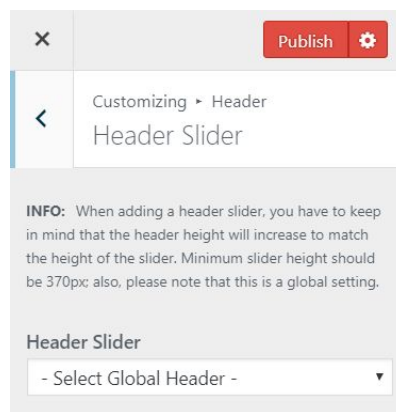 Publish
Customizing ▸ Header
Header Slider
INFO: When adding a header slider, you have to keep
in mind that the header height will increase to match
the height of the slider. Minimum slider height should
be 370px; also, please note that this is a global setting.
Header Slider
- Select Global Header -